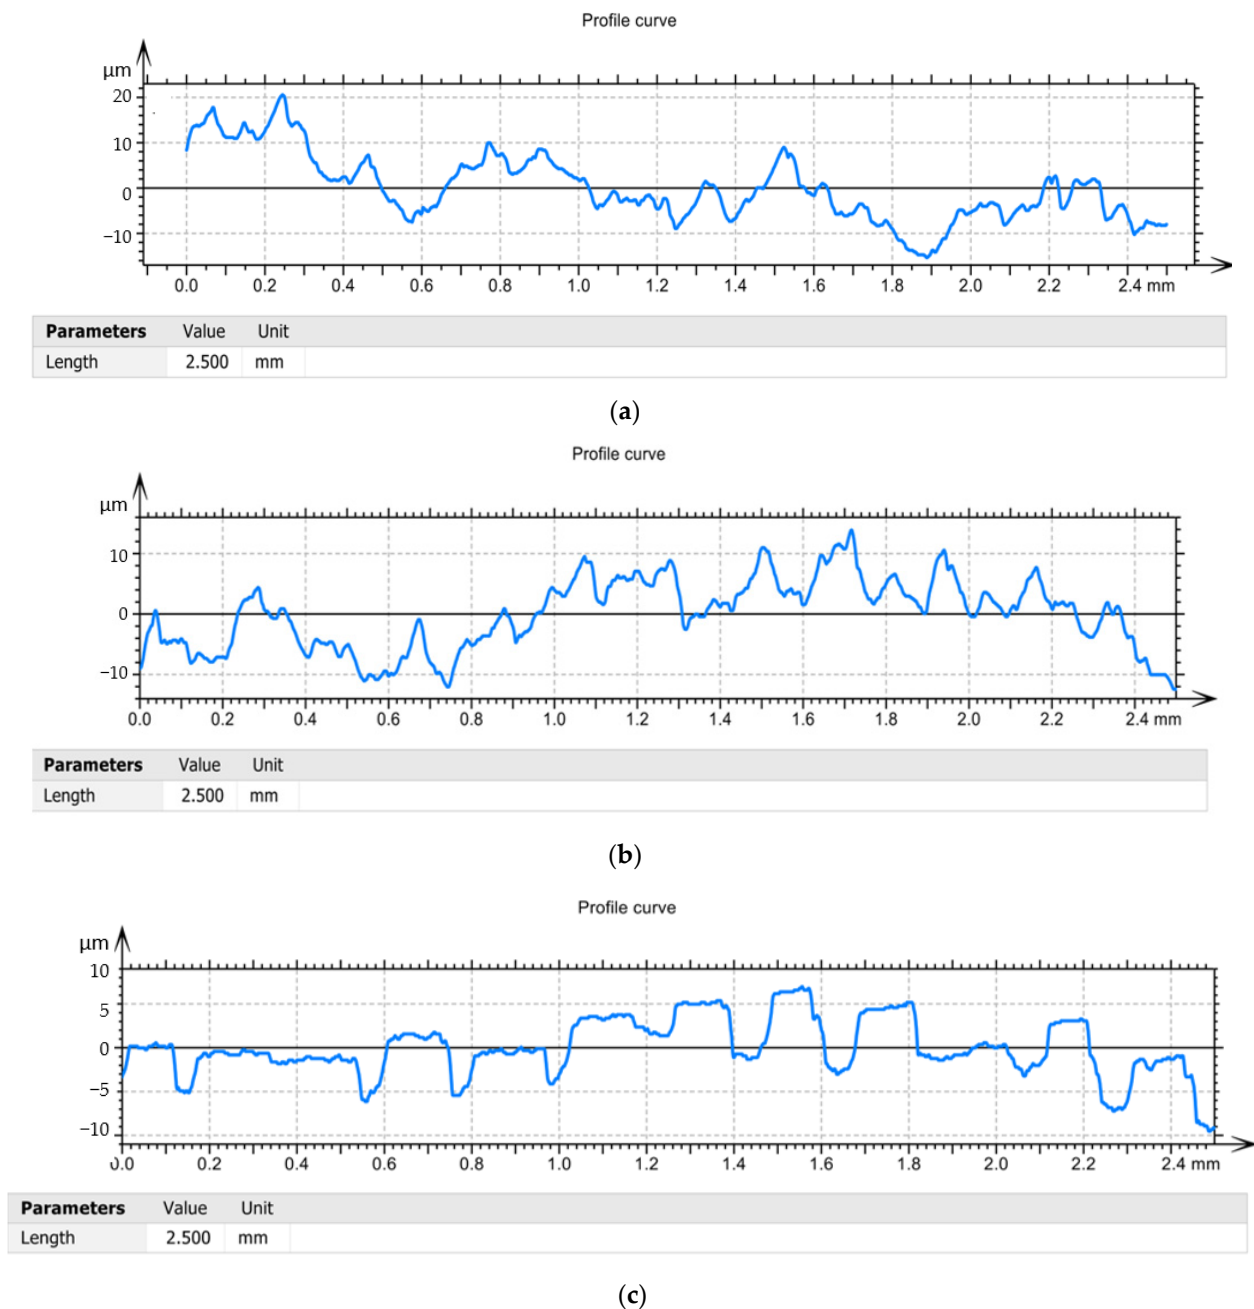 Profile curve
µm
20
10
0
−10
0.0 0.2 0.4 0.6 0.8 1.0 1.2 1.4 1.6 1.8 2.0 2.2 2.4 mm
Parameters Value Unit
Length 2.500 mm
(a)
Profile curve
µm
10
0
−10
0.0 0.2 0.4 0.6 0.8 1.0 1.2 1.4 1.6 1.8 2.0 2.2 2.4 mm
Parameters Value Unit
Length 2.500 mm
(b)
Profile curve
µm
10
5
0
−5
−10
0.0 0.2 0.4 0.6 0.8 1.0 1.2 1.4 1.6 1.8 2.0 2.2 2.4 mm
Parameters Value Unit
Length 2.500 mm
(c)